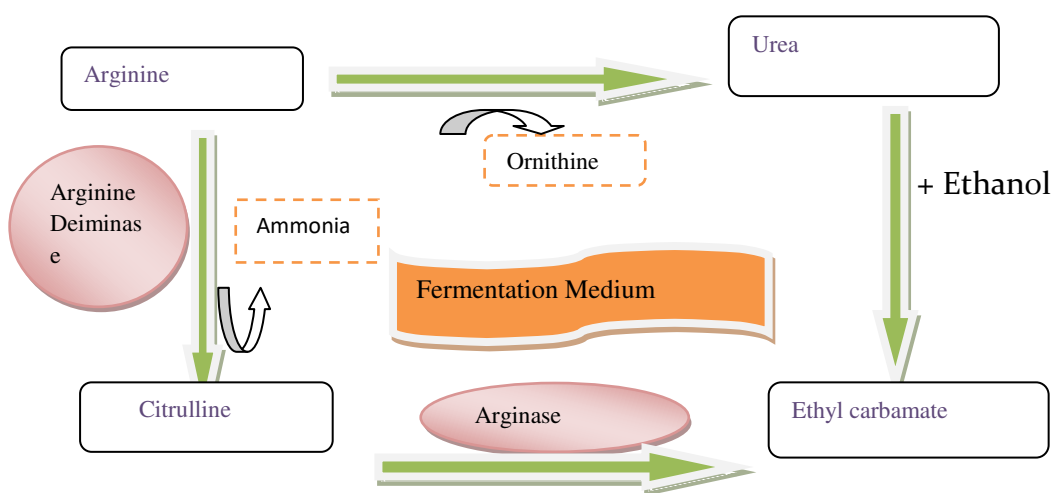 Arginine
Urea
Ornithine
Arginine
Deiminas
e
Ammonia
+ Ethanol
Fermentation Medium
Citrulline
Arginase
Ethyl carbamate